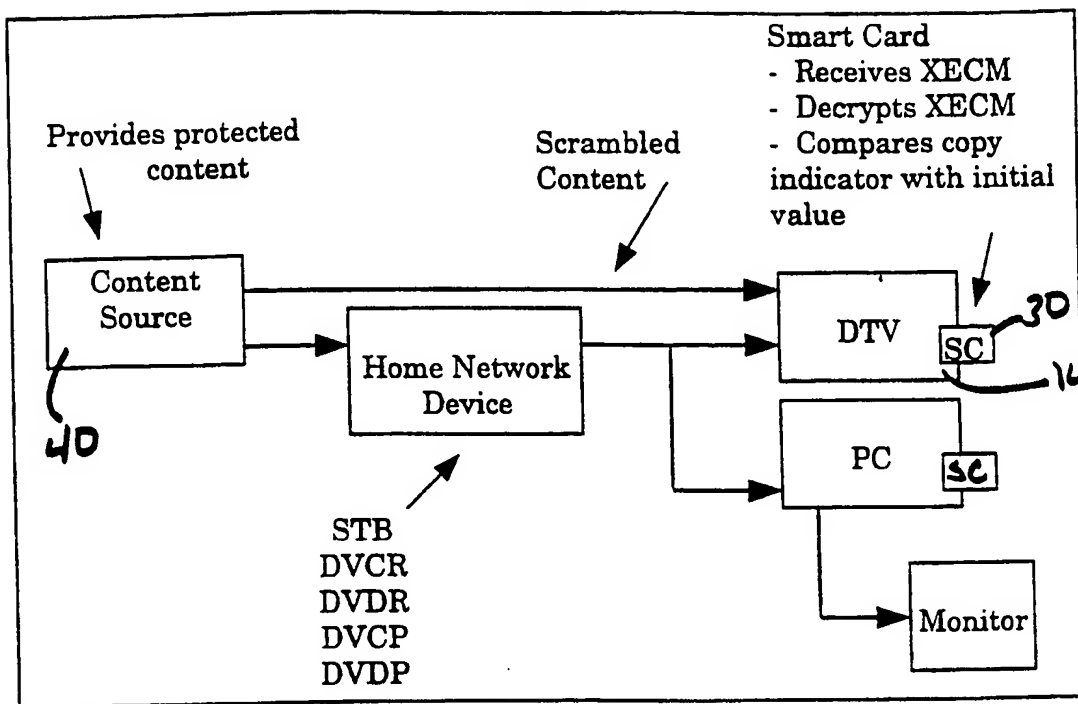 Smart Card
- Receives XECM
- Decrypts XECM
- Compares copy
indicator with initial
value
Provides protected
content
Scrambled
Content
Content
Source
40
Home Network
Device
DTV
SC
30
14
PC
SC
STB
DVCR
DVDR
DVCP
DVDP
Monitor